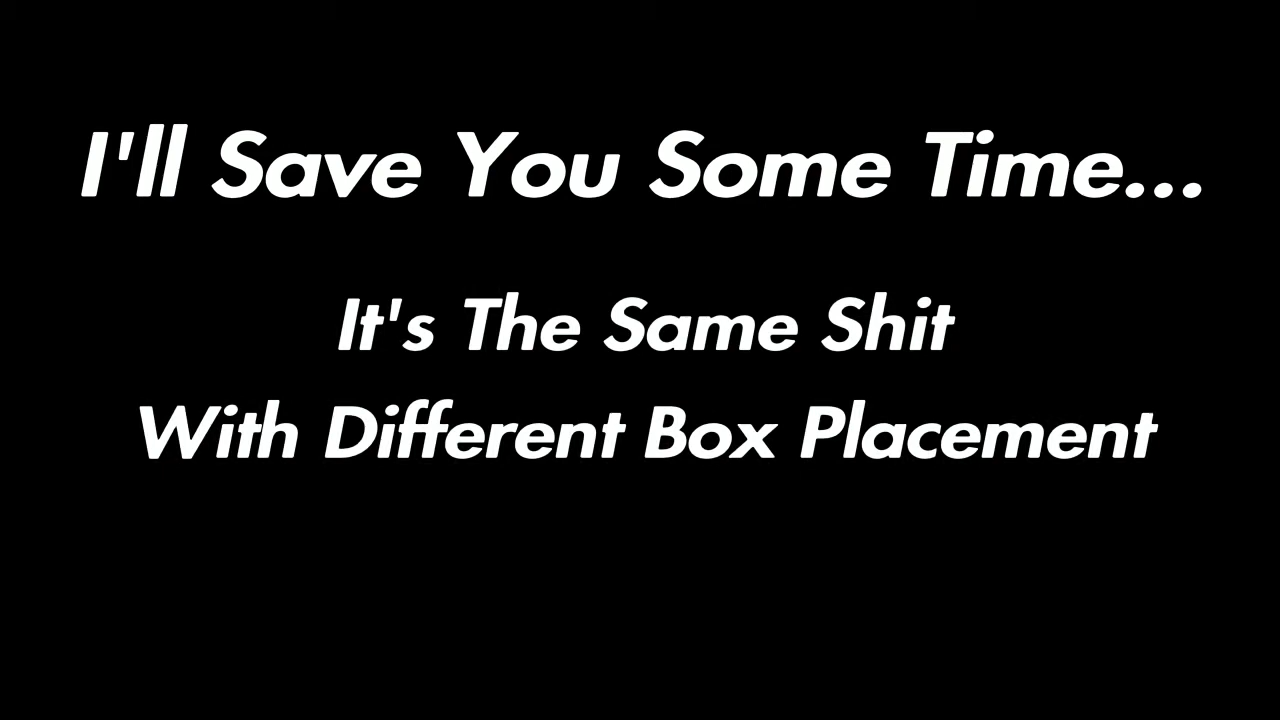 I'll Save You Some Time...
It's The Same Shit
With Different Box Placement